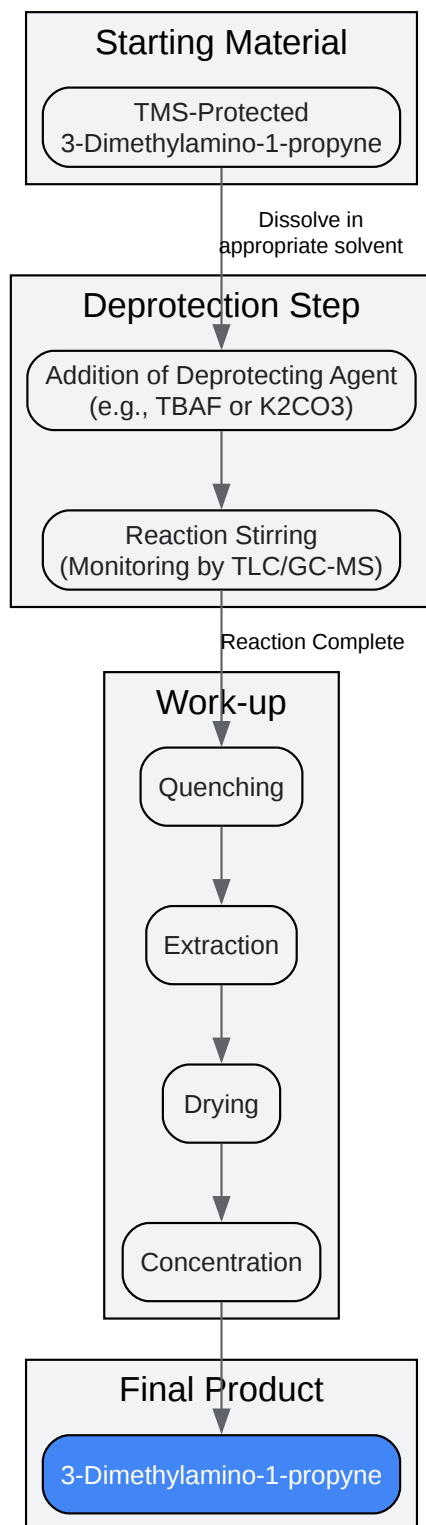 Starting Material
TMS-Protected
3-Dimethylamino-1-propyne
Dissolve in
appropriate solvent
Deprotection Step
Addition of Deprotecting Agent
(e.g., TBAF or K2CO3)
Reaction Stirring
(Monitoring by TLC/GC-MS)
Reaction Complete
Work-up
Quenching
Extraction
Drying
Concentration
Final Product
3-Dimethylamino-1-propyne